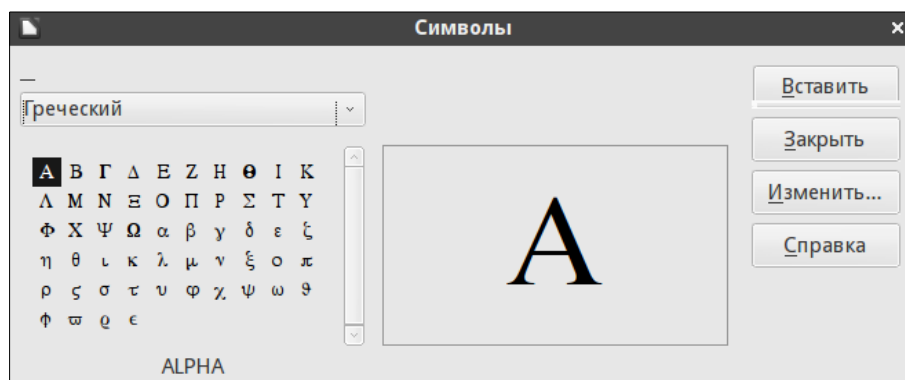 Символы
Греческий
Вставить
Закрыть
Изменить...
Справка
Α Β Γ Δ Ε Ζ Η Θ Ι Κ
Λ Μ Ν Ξ Ο Π Ρ Σ Τ Υ
Φ Χ Ψ Ω α β γ δ ε ζ
η θ ι κ λ μ ν ξ ο π
ρ ς σ τ υ φ χ ψ ω ϑ
ϕ ϖ ϱ ϵ
Α
ALPHA